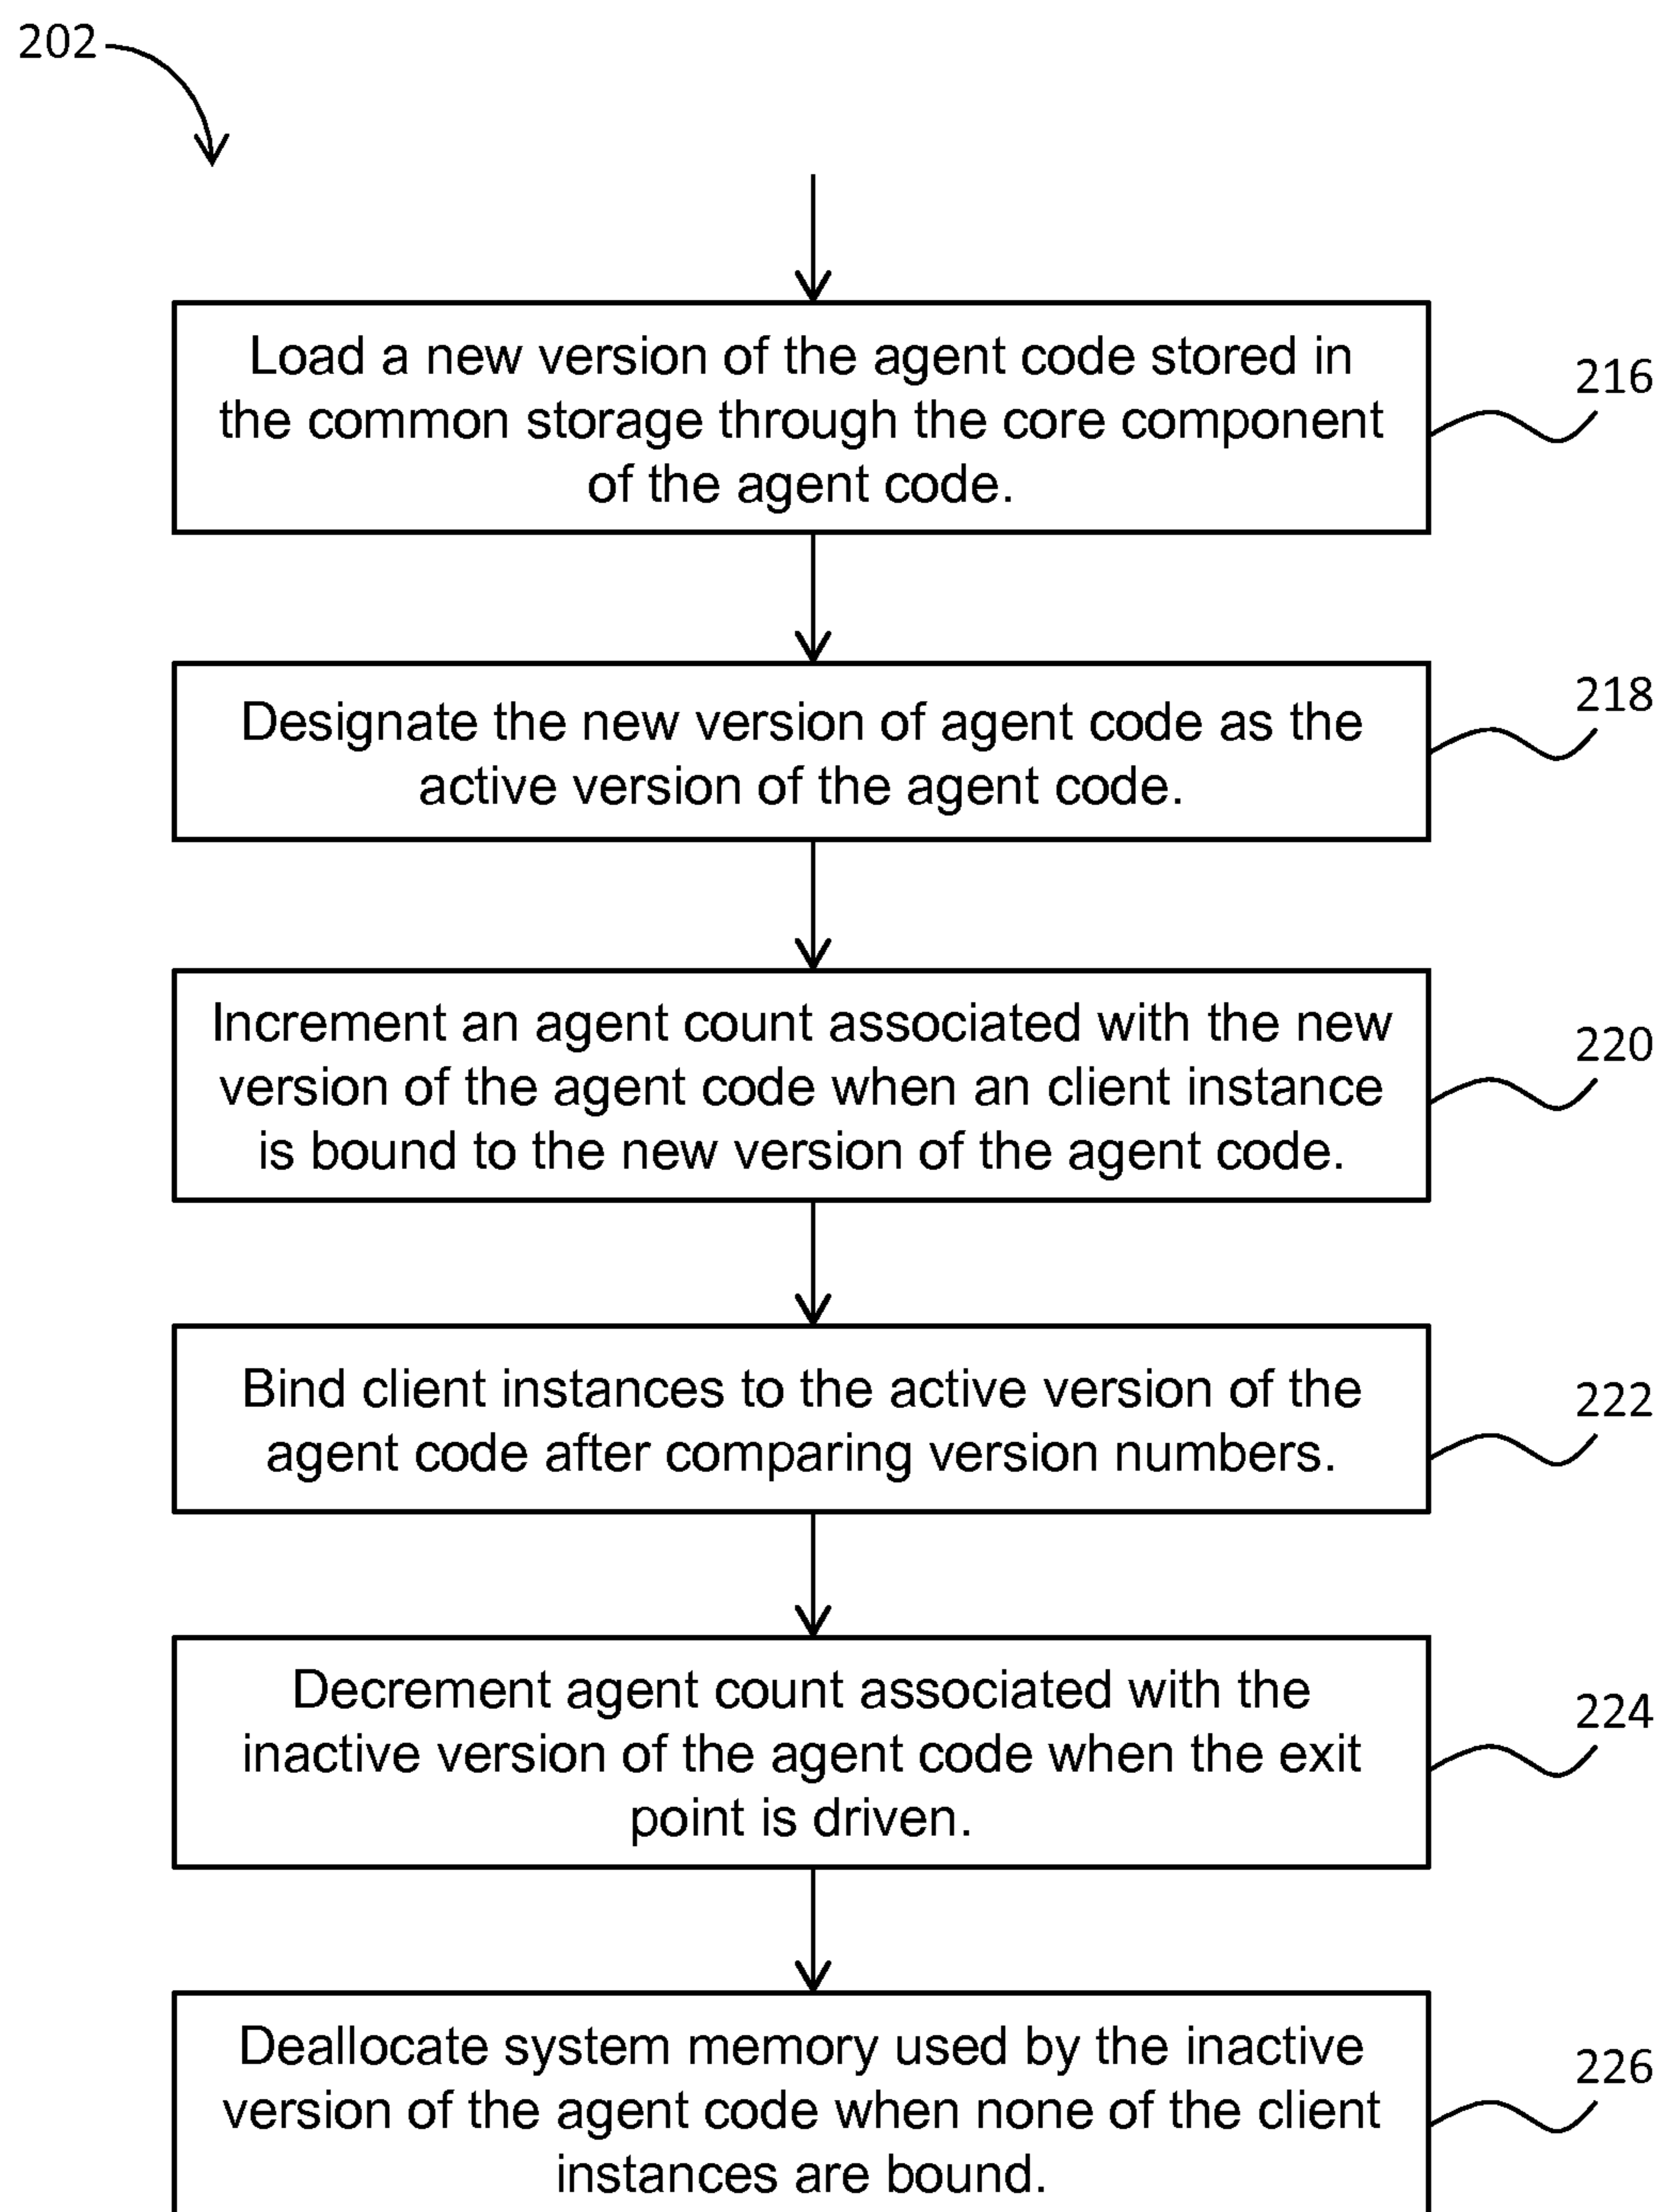 202
Load a new version of the agent code stored in
the common storage through the core component
of the agent code.
216
Designate the new version of agent code as the
active version of the agent code.
218
Increment an agent count associated with the new
version of the agent code when an client instance
is bound to the new version of the agent code.
220
Bind client instances to the active version of the
agent code after comparing version numbers.
222
Decrement agent count associated with the
inactive version of the agent code when the exit
point is driven.
224
Deallocate system memory used by the inactive
version of the agent code when none of the client
instances are bound.
226